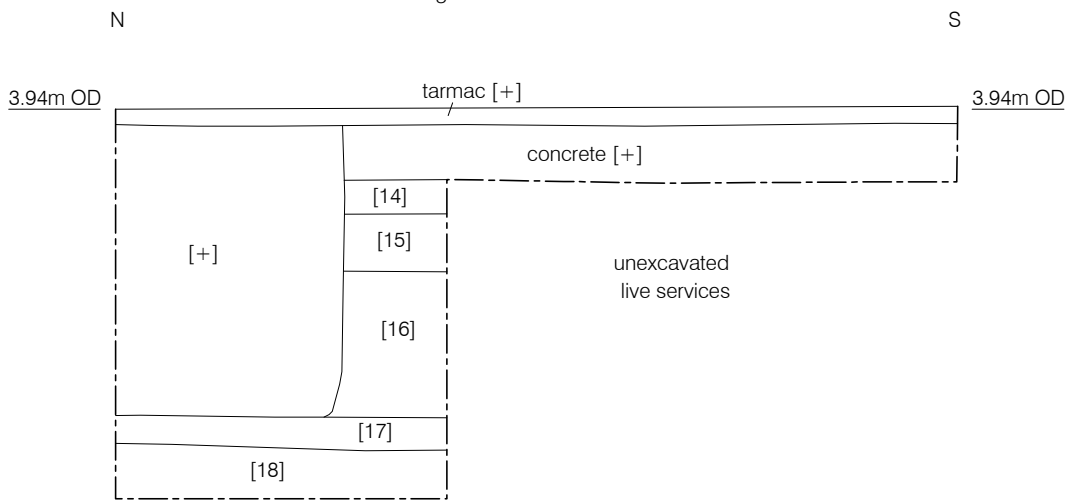 N S
3.94m OD tarmac [+] 3.94m OD
concrete [+]
[14]
[15]
[+]
unexcavated
live services
[16]
[17]
[18]